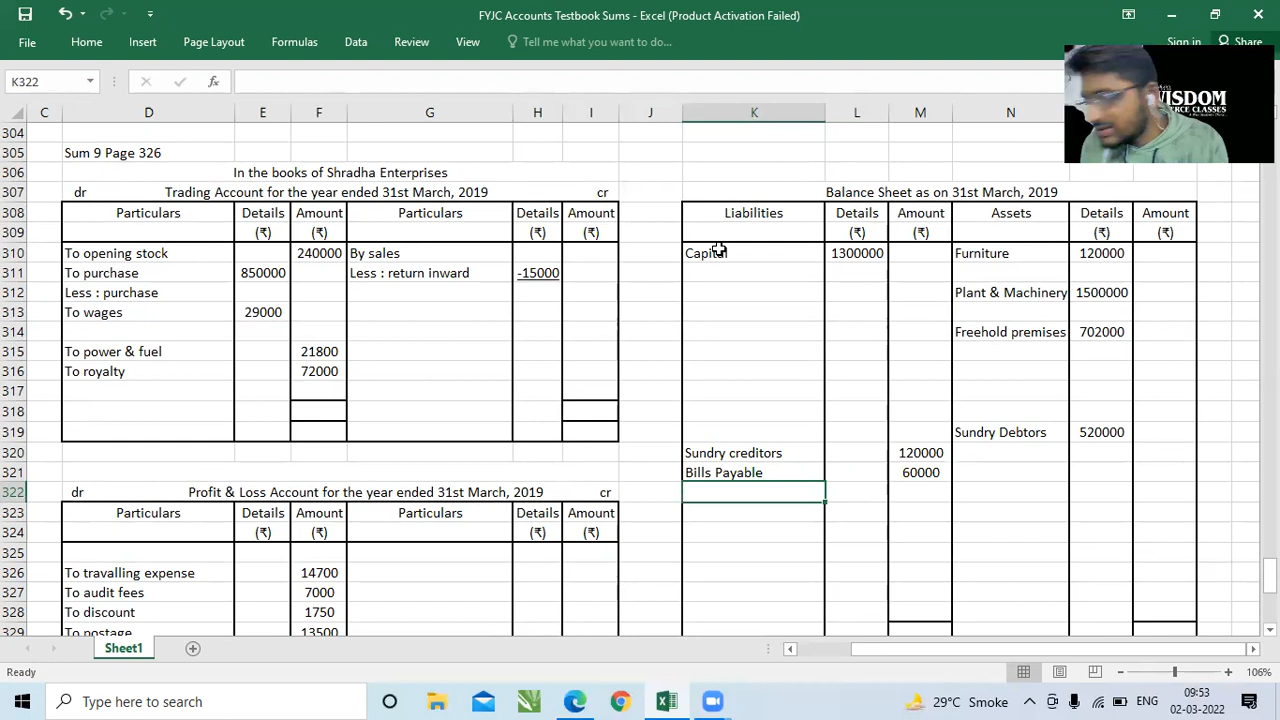 FYJC Accounts Testbook Sums - Excel (Product Activation Failed)
File Home Insert Page Layout Formulas Data Review View Tell me what you want to do... Sign in Share
K322 fx
WISDOM
ERCE CLASSES
C D E F G H I J K L M N O P
304
305 Sum 9 Page 326
306 In the books of Shradha Enterprises
307 dr Trading Account for the year ended 31st March, 2019 cr Balance Sheet as on 31st March, 2019
308 Particulars Details Amount Particulars Details Amount Liabilities Details Amount Assets Details Amount
309 (₹) (₹) (₹) (₹) (₹) (₹) (₹) (₹)
310 To opening stock 240000 By sales Capital 1300000 Furniture 120000
311 To purchase 850000 Less : return inward -15000
312 Less : purchase Plant & Machinery 1500000
313 To wages 29000
314 Freehold premises 702000
315 To power & fuel 21800
316 To royalty 72000
317
318
319 Sundry Debtors 520000
320 Sundry creditors 120000
321 Bills Payable 60000
322 dr Profit & Loss Account for the year ended 31st March, 2019 cr
323 Particulars Details Amount Particulars Details Amount
324 (₹) (₹) (₹) (₹)
325
326 To travalling expense 14700
327 To audit fees 7000
328 To discount 1750
329 To postage 13500
Sheet1
Ready 106%
Type here to search 29°C Smoke ENG 09:53
02-03-2022